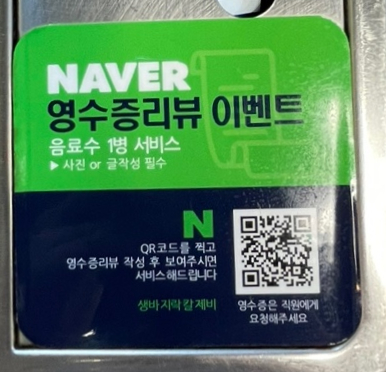 NAVER
영수증리뷰 이벤트
음료수 1병 서비스
▶ 사진 or 글작성 필수
N
QR코드를 찍고
영수증리뷰 작성 후 보여주시면
서비스해드립니다
생바지락칼제비
영수증은 직원에게
요청해주세요